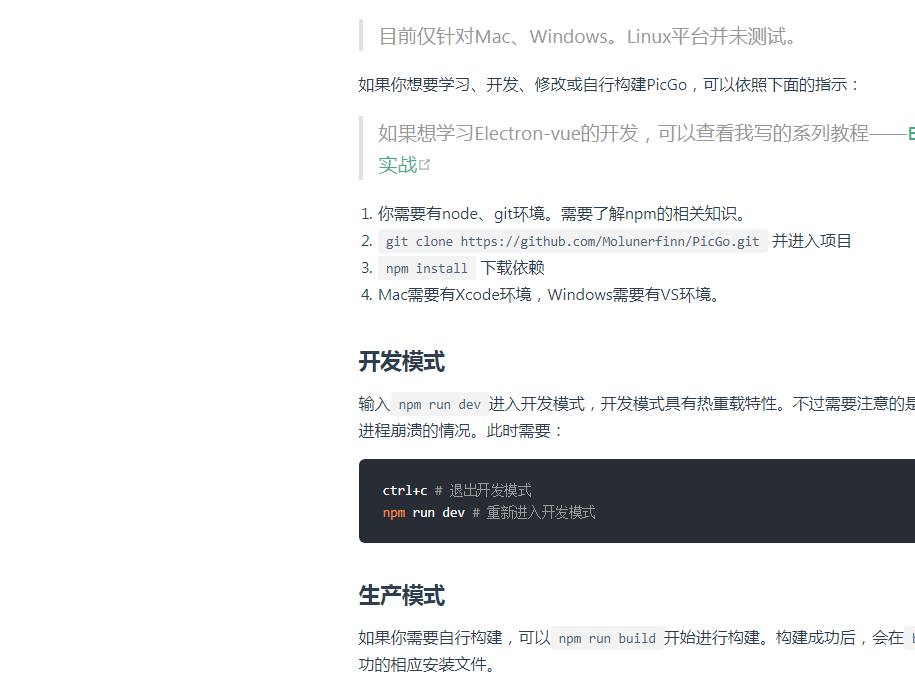 目前仅针对Mac、Windows。Linux平台并未测试。
如果你想要学习、开发、修改或自行构建PicGo，可以依照下面的指示：
如果想学习Electron-vue的开发，可以查看我写的系列教程——
实战
1. 你需要有node、git环境。需要了解npm的相关知识。
2. git clone https://github.com/Molunerfinn/PicGo.git 并进入项目
3. npm install 下载依赖
4. Mac需要有Xcode环境，Windows需要有VS环境。
开发模式
输入 npm run dev 进入开发模式，开发模式具有热重载特性。不过需要注意的是
进程崩溃的情况。此时需要：
ctrl+c # 退出开发模式
npm run dev # 重新进入开发模式
生产模式
如果你需要自行构建，可以 npm run build 开始进行构建。构建成功后，会在
功的相应安装文件。